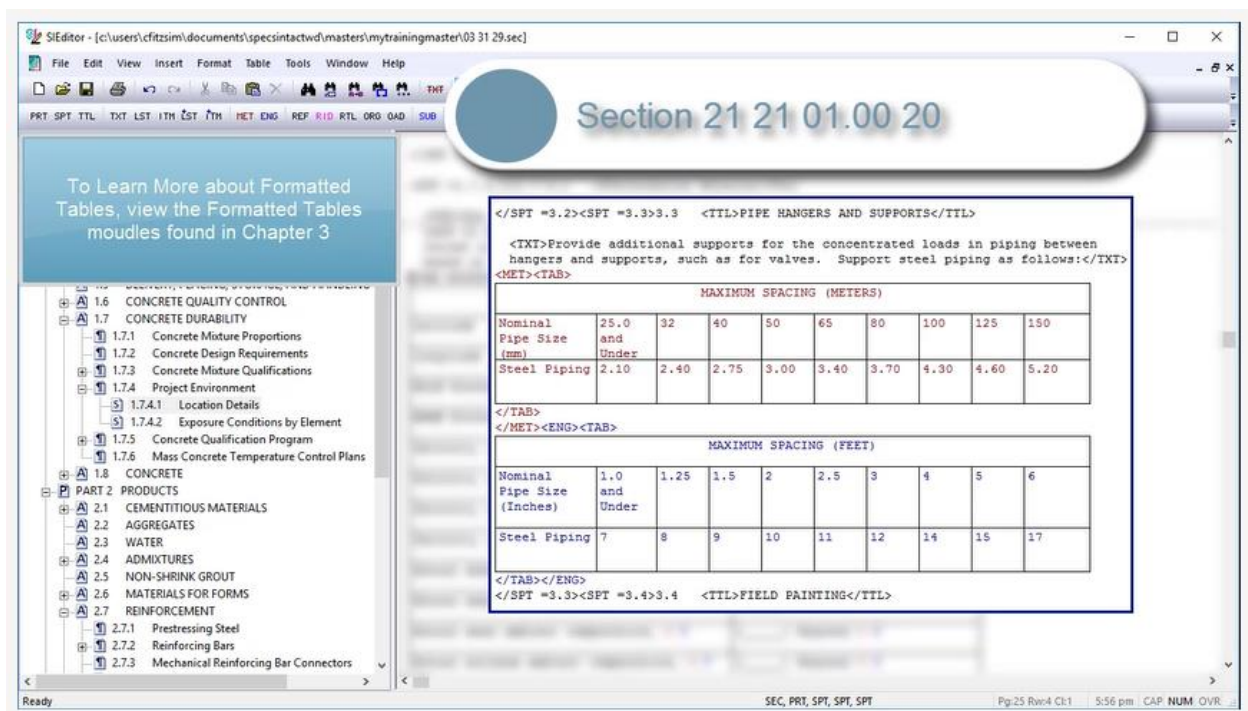 SIEditor - [c:\users\cfitzsim\documents\specsintactwd\masters\mytrainingmaster\03 31 29.sec]
File Edit View Insert Format Table Tools Window Help
PRT SPT TTL TXT LST ITM LST ITM MET ENG REF RID RTL ORG OAD SUB
Section 21 21 01.00 20
To Learn More about Formatted
Tables, view the Formatted Tables
moudles found in Chapter 3
1.6 CONCRETE QUALITY CONTROL
1.7 CONCRETE DURABILITY
1.7.1 Concrete Mixture Proportions
1.7.2 Concrete Design Requirements
1.7.3 Concrete Mixture Qualifications
1.7.4 Project Environment
1.7.4.1 Location Details
1.7.4.2 Exposure Conditions by Element
1.7.5 Concrete Qualification Program
1.7.6 Mass Concrete Temperature Control Plans
1.8 CONCRETE
PART 2 PRODUCTS
2.1 CEMENTITIOUS MATERIALS
2.2 AGGREGATES
2.3 WATER
2.4 ADMIXTURES
2.5 NON-SHRINK GROUT
2.6 MATERIALS FOR FORMS
2.7 REINFORCEMENT
2.7.1 Prestressing Steel
2.7.2 Reinforcing Bars
2.7.3 Mechanical Reinforcing Bar Connectors
</SPT =3.2><SPT =3.3>3.3 <TTL>PIPE HANGERS AND SUPPORTS</TTL>
<TXT>Provide additional supports for the concentrated loads in piping between
hangers and supports, such as for valves. Support steel piping as follows:</TXT>
<MET><TAB>
MAXIMUM SPACING (METERS)
Nominal Pipe Size (mm) 25.0 and Under 32 40 50 65 80 100 125 150
Steel Piping 2.10 2.40 2.75 3.00 3.40 3.70 4.30 4.60 5.20
</TAB>
</MET><ENG><TAB>
MAXIMUM SPACING (FEET)
Nominal Pipe Size (Inches) 1.0 and Under 1.25 1.5 2 2.5 3 4 5 6
Steel Piping 7 8 9 10 11 12 14 15 17
</TAB></ENG>
</SPT =3.3><SPT =3.4>3.4 <TTL>FIELD PAINTING</TTL>
Ready SEC, PRT, SPT, SPT, SPT Pg:25 Rw:4 Cl:1 5:56 pm CAP NUM OVR